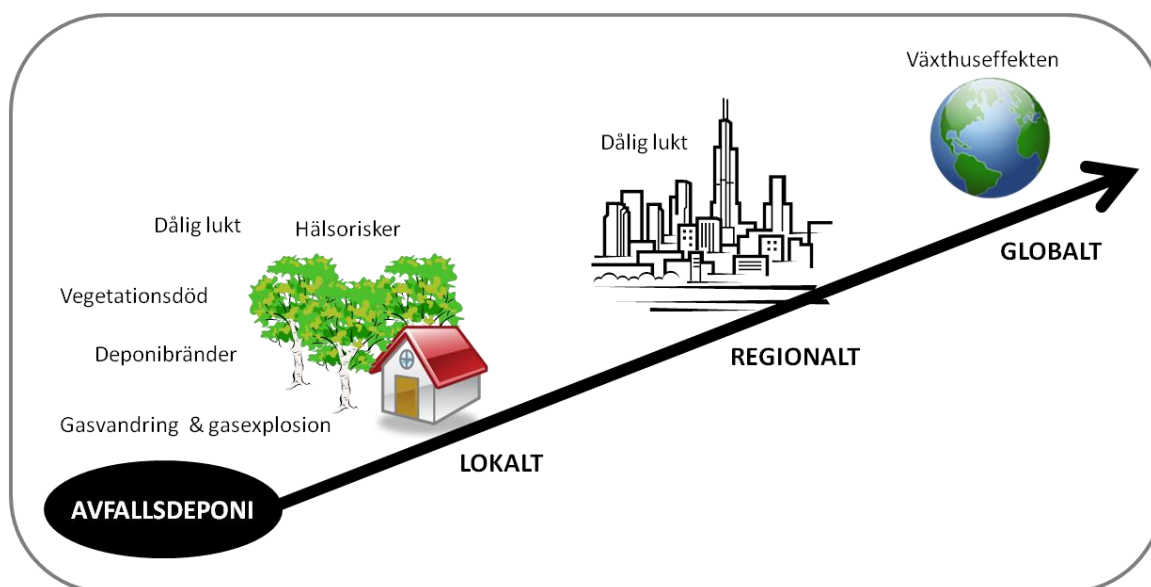 Växthuseffekten
Dålig lukt
GLOBALT
Dålig lukt
Hälsorisker
Vegetationsdöd
Deponibränder
REGIONALT
Gasvandring & gasexplosion
LOKALT
AVFALLSDEPONI